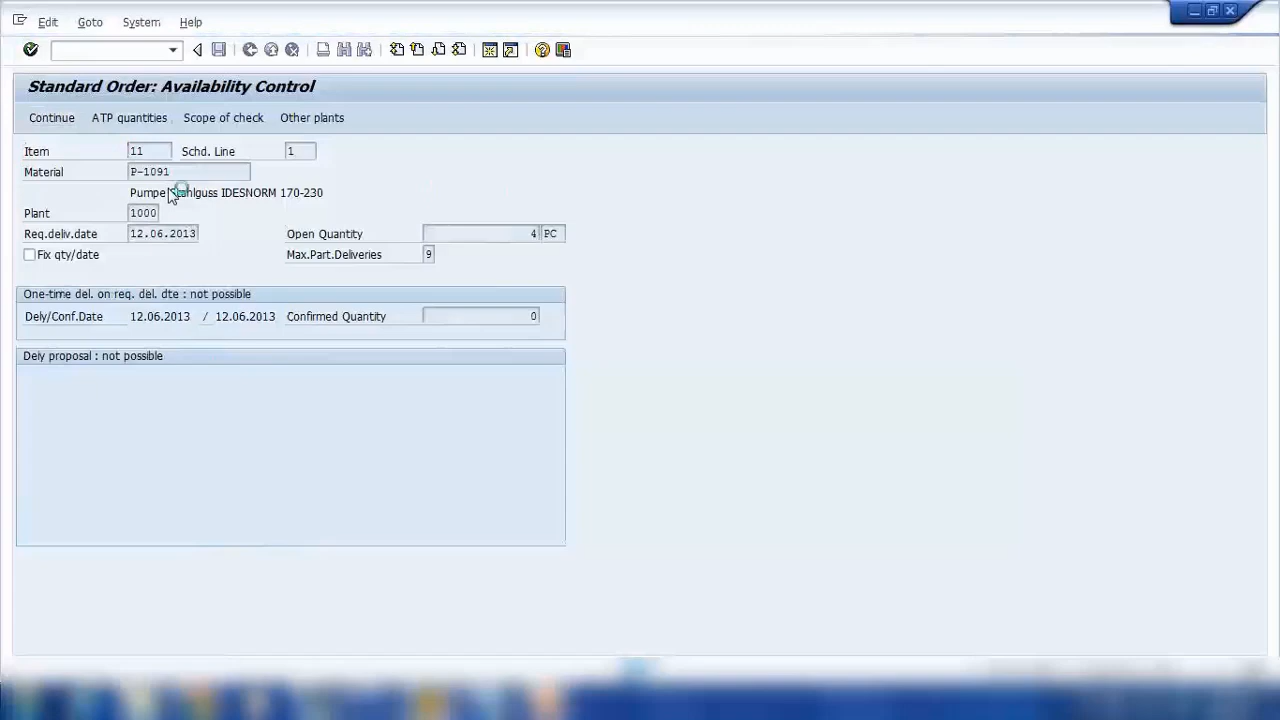 Edit Goto System Help
Standard Order: Availability Control
Continue ATP quantities Scope of check Other plants
Item 11 Schd. Line 1
Material P-1091
Pumpe IDESNORM 170-230
Plant 1000
Req.deliv.date 12.06.2013 Open Quantity 4 PC
Fix qty/date Max.Part.Deliveries 9
One-time del. on req. del. dte : not possible
Dely/Conf.Date 12.06.2013 / 12.06.2013 Confirmed Quantity 0
Dely proposal : not possible